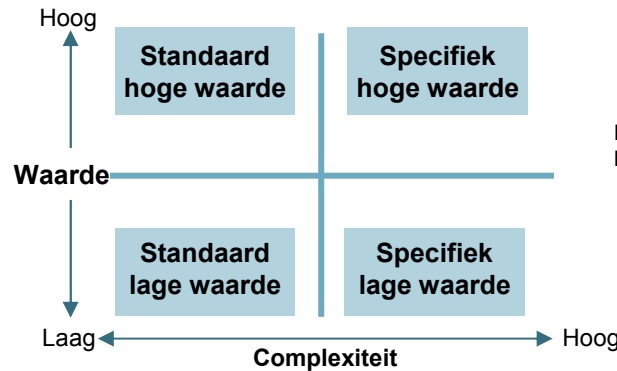 Hoog
Standaard
hoge waarde
Specifiek
hoge waarde
Waarde
Standaard
lage waarde
Specifiek
lage waarde
Laag
Hoog
Complexiteit